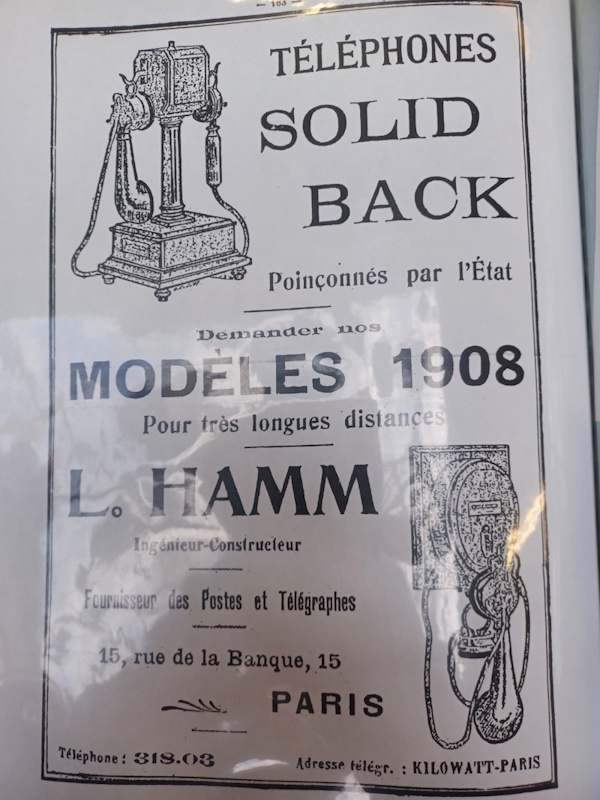 — 163 —
TÉLÉPHONES
SOLID
BACK
Poinçonnés par l'État
Demander nos
MODÈLES 1908
Pour très longues distances
L. HAMM
Ingénieur-Constructeur
Fournisseur des Postes et Télégraphes
15, rue de la Banque, 15
PARIS
Téléphone : 318.03
Adresse télégr. : KILOWATT-PARIS